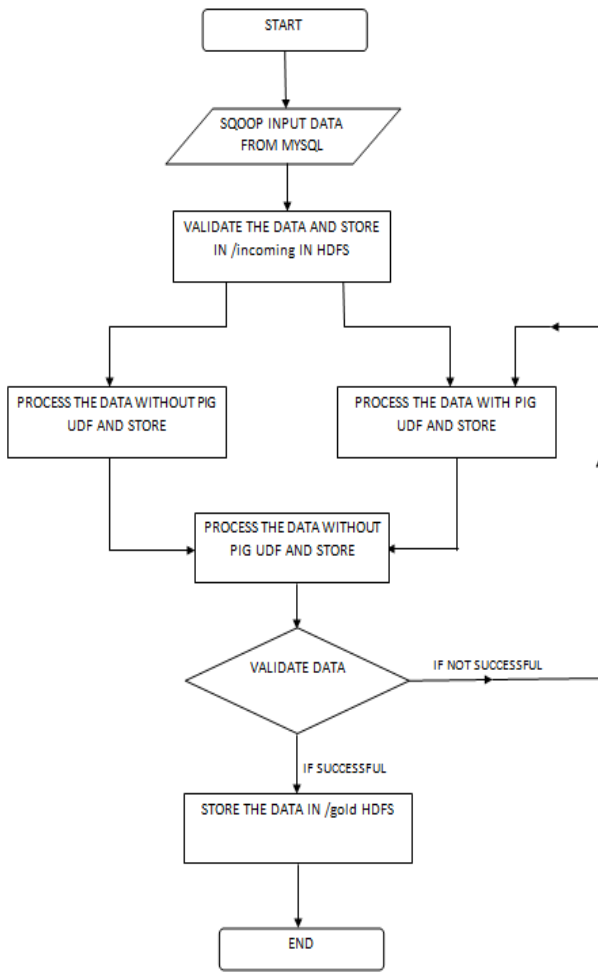 START
SQOOP INPUT DATA
FROM MYSQL
VALIDATE THE DATA AND STORE
IN /incoming IN HDFS
PROCESS THE DATA WITHOUT PIG
UDF AND STORE
PROCESS THE DATA WITH PIG
UDF AND STORE
PROCESS THE DATA WITHOUT
PIG UDF AND STORE
VALIDATE DATA
IF NOT SUCCESSFUL
IF SUCCESSFUL
STORE THE DATA IN /gold HDFS
END